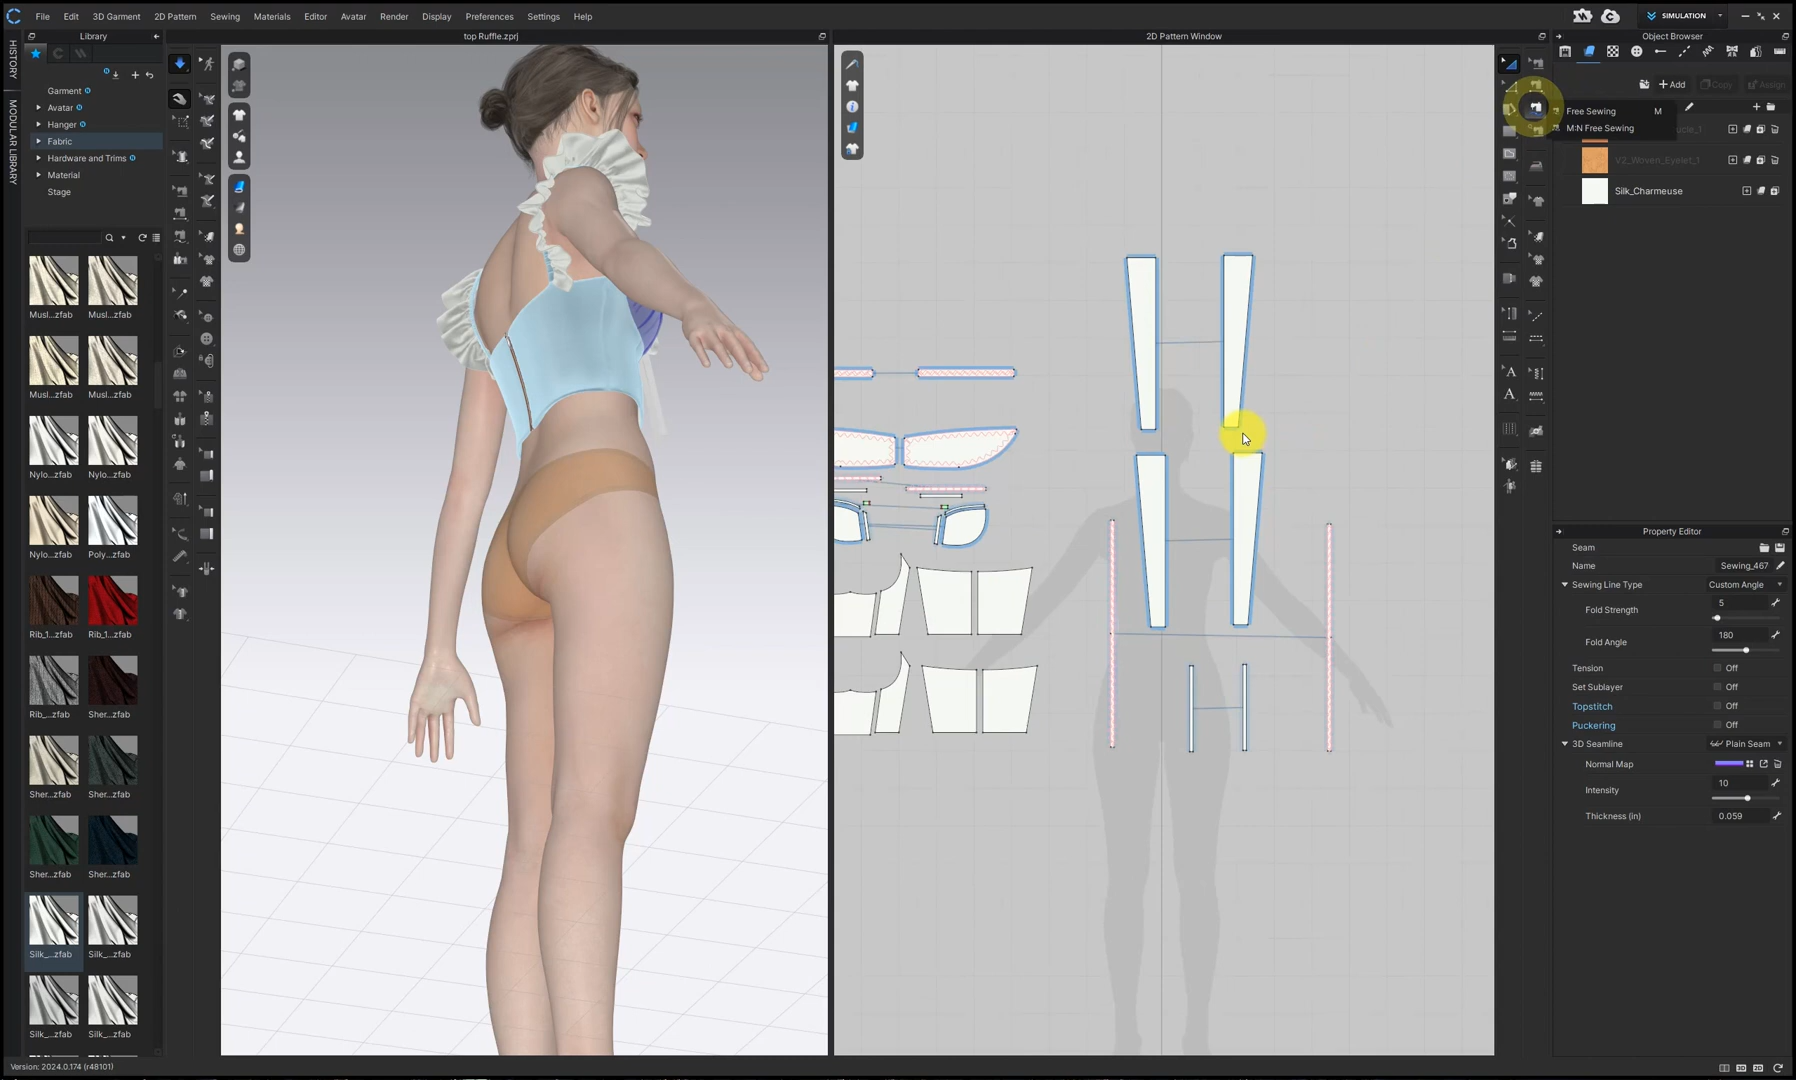 File Edit 3D Garment 2D Pattern Sewing Materials Editor Avatar Render Display Preferences Settings Help
SIMULATION
Library
top Ruffle.zprj
2D Pattern Window
Object Browser
HISTORY
MODULAR LIBRARY
Garment
Avatar
Hanger
Fabric
Hardware and Trims
Material
Stage
Add Copy Assign
Free Sewing M
M:N Free Sewing
V2_Woven_Eyelet_1
Silk_Charmeuse
Musl...zfab Musl...zfab
Musl...zfab Musl...zfab
Nylo...zfab Nylo...zfab
Nylo...zfab Poly...zfab
Rib_1...zfab Rib_1...zfab
Rib_...zfab Sher...zfab
Sher...zfab Sher...zfab
Sher...zfab Sher...zfab
Silk_...zfab Silk_...zfab
Silk_...zfab Silk_...zfab
Property Editor
Seam
Name Sewing_467
Sewing Line Type Custom Angle
Fold Strength 5
Fold Angle 180
Tension Off
Set Sublayer Off
Topstitch Off
Puckering Off
3D Seamline Plain Seam
Normal Map
Intensity 10
Thickness (in) 0.059
Version: 2024.0.174 (r48101)
3D 2D